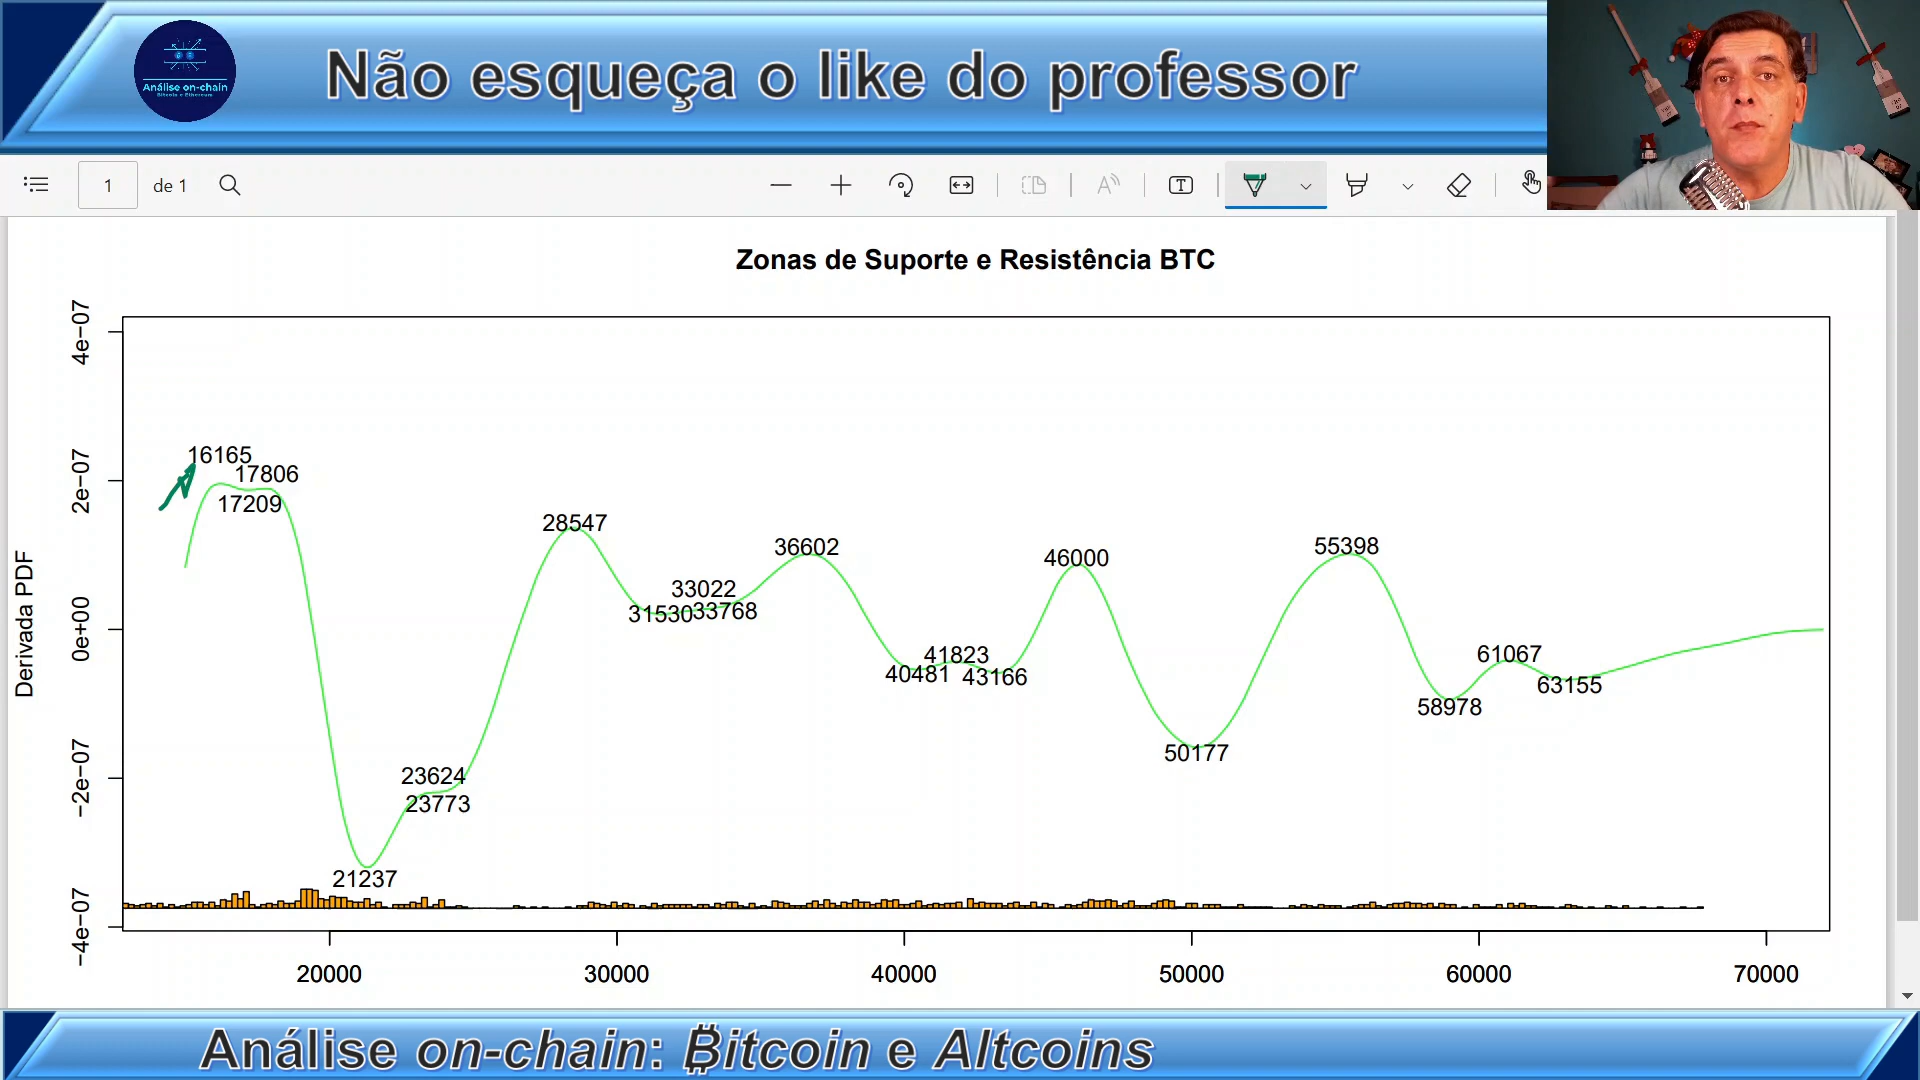 Não esqueça o like do professor
Análise on-chain
Bitcoin e Ethereum
1 de 1
Zonas de Suporte e Resistência BTC
4e−07
2e−07
0e+00
−2e−07
−4e−07
Derivada PDF
16165
17806
17209
28547
36602
46000
55398
33022
31530
33768
41823
40481
43166
61067
63155
58978
50177
23624
23773
21237
20000
30000
40000
50000
60000
70000
Análise on-chain: ₿itcoin e Altcoins